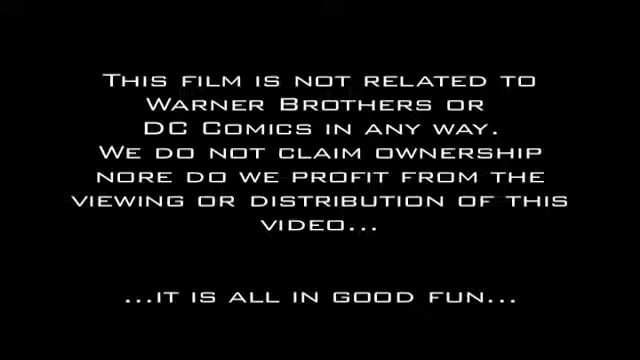 This film is not related to
Warner Brothers or
DC Comics in any way.
We do not claim ownership
nore do we profit from the
viewing or distribution of this
video...
...it is all in good fun...